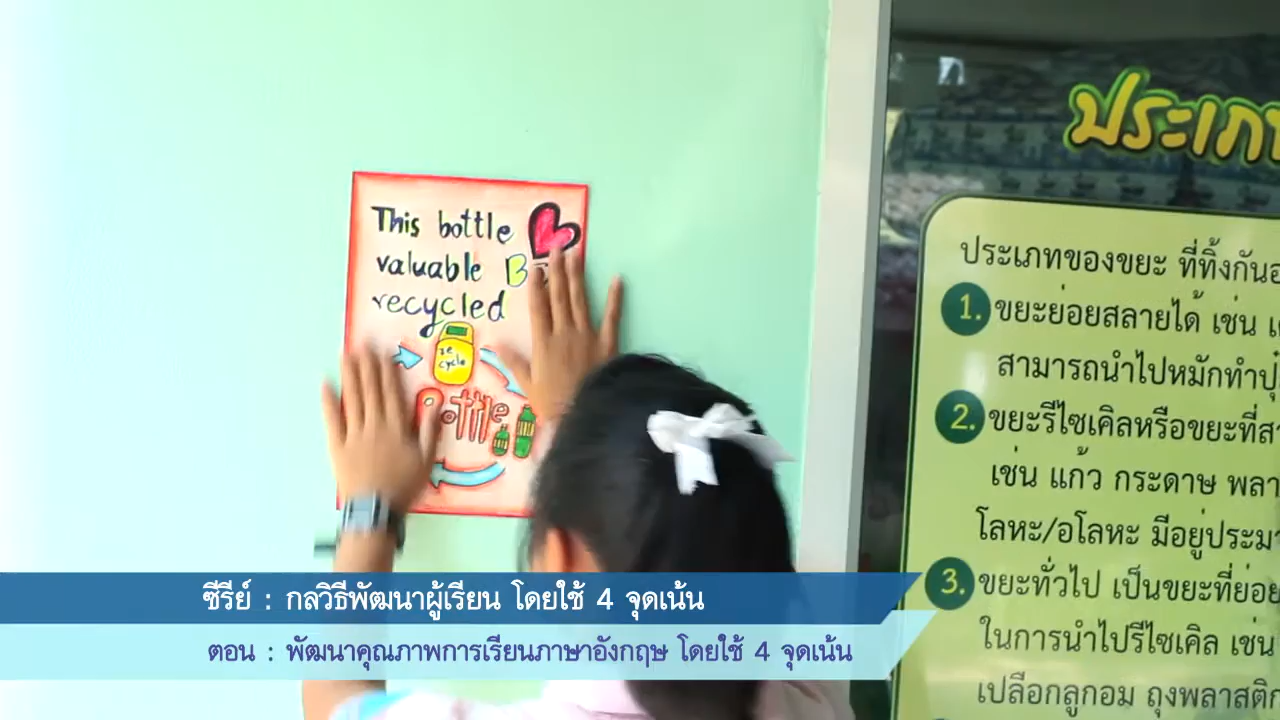 This bottle
valuable B
recycled
re
cycle
Bottle
ประเภ
ประเภทของขยะ ที่ทิ้งกัน
1. ขยะย่อยสลายได้ เช่น
สามารถนำไปหมักทำปุ๋
2. ขยะรีไซเคิลหรือขยะที่ส
เช่น แก้ว กระดาษ พลา
โลหะ/อโลหะ มีอยู่ประม
3. ขยะทั่วไป เป็นขยะที่ย่อย
ในการนำไปรีไซเคิล เช่น
เปลือกลูกอม ถุงพลาสติก
ซีรีย์ : กลวิธีพัฒนาผู้เรียน โดยใช้ 4 จุดเน้น
ตอน : พัฒนาคุณภาพการเรียนภาษาอังกฤษ โดยใช้ 4 จุดเน้น